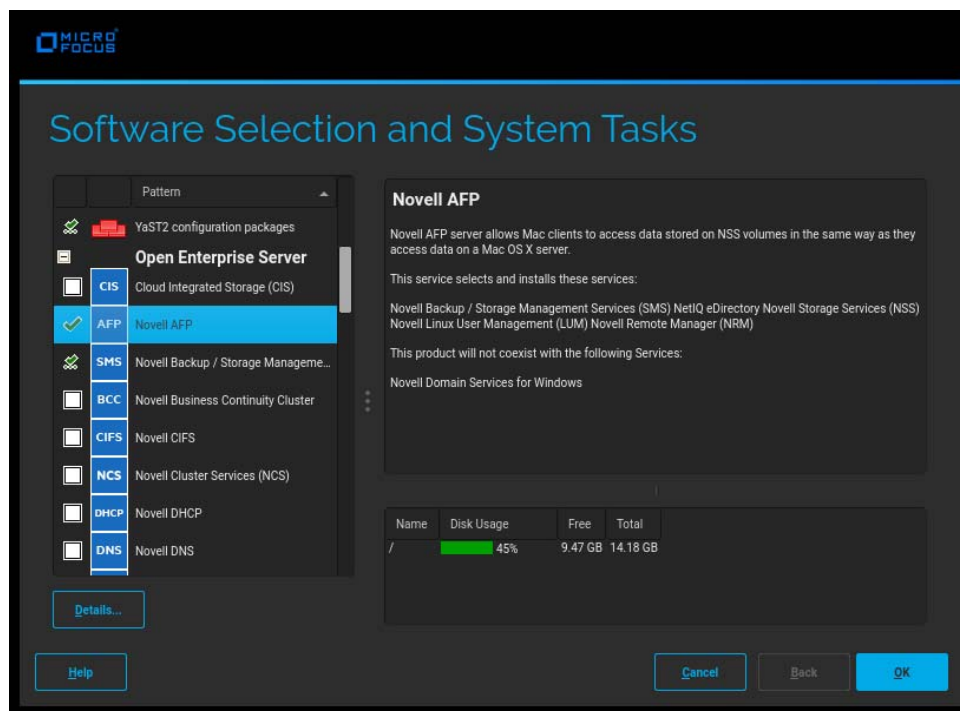 MICRO
FOCUS
Software Selection and System Tasks
Pattern
YaST2 configuration packages
Open Enterprise Server
CIS Cloud Integrated Storage (CIS)
AFP Novell AFP
SMS Novell Backup / Storage Manageme...
BCC Novell Business Continuity Cluster
CIFS Novell CIFS
NCS Novell Cluster Services (NCS)
DHCP Novell DHCP
DNS Novell DNS
Details...
Novell AFP
Novell AFP server allows Mac clients to access data stored on NSS volumes in the same way as they
access data on a Mac OS X server.
This service selects and installs these services:
Novell Backup / Storage Management Services (SMS) NetIQ eDirectory Novell Storage Services (NSS)
Novell Linux User Management (LUM) Novell Remote Manager (NRM)
This product will not coexist with the following Services:
Novell Domain Services for Windows
Name Disk Usage Free Total
/ 45% 9.47 GB 14.18 GB
Help
Cancel
Back
OK